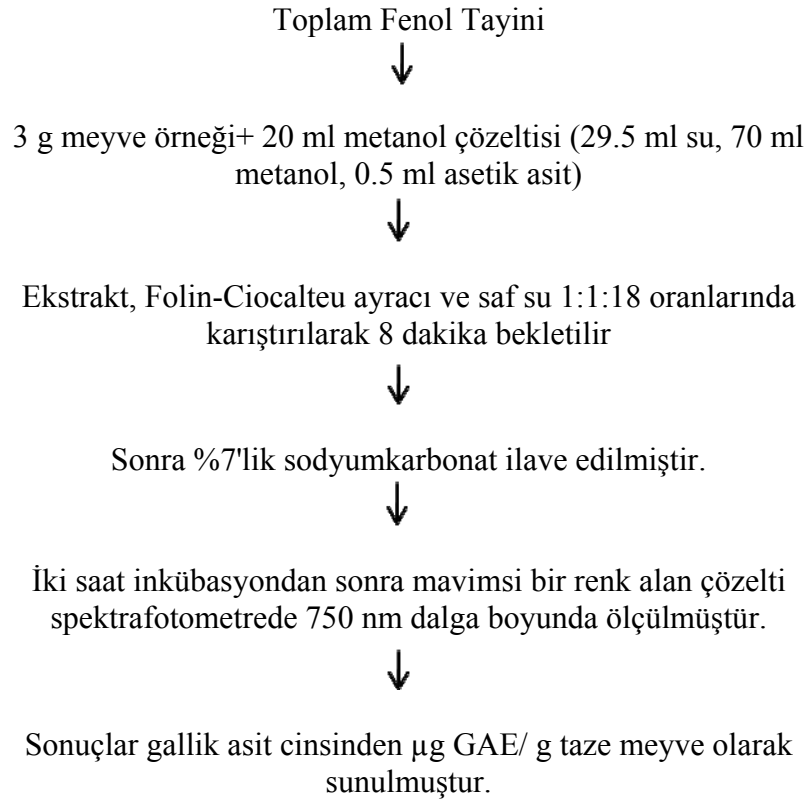 Toplam Fenol Tayini
3 g meyve örneği+ 20 ml metanol çözeltisi (29.5 ml su, 70 ml
metanol, 0.5 ml asetik asit)
Ekstrakt, Folin-Ciocalteu ayracı ve saf su 1:1:18 oranlarında
karıştırılarak 8 dakika bekletilir
Sonra %7'lik sodyumkarbonat ilave edilmiştir.
İki saat inkübasyondan sonra mavimsi bir renk alan çözelti
spektrafotometrede 750 nm dalga boyunda ölçülmüştür.
Sonuçlar gallik asit cinsinden µg GAE/ g taze meyve olarak
sunulmuştur.